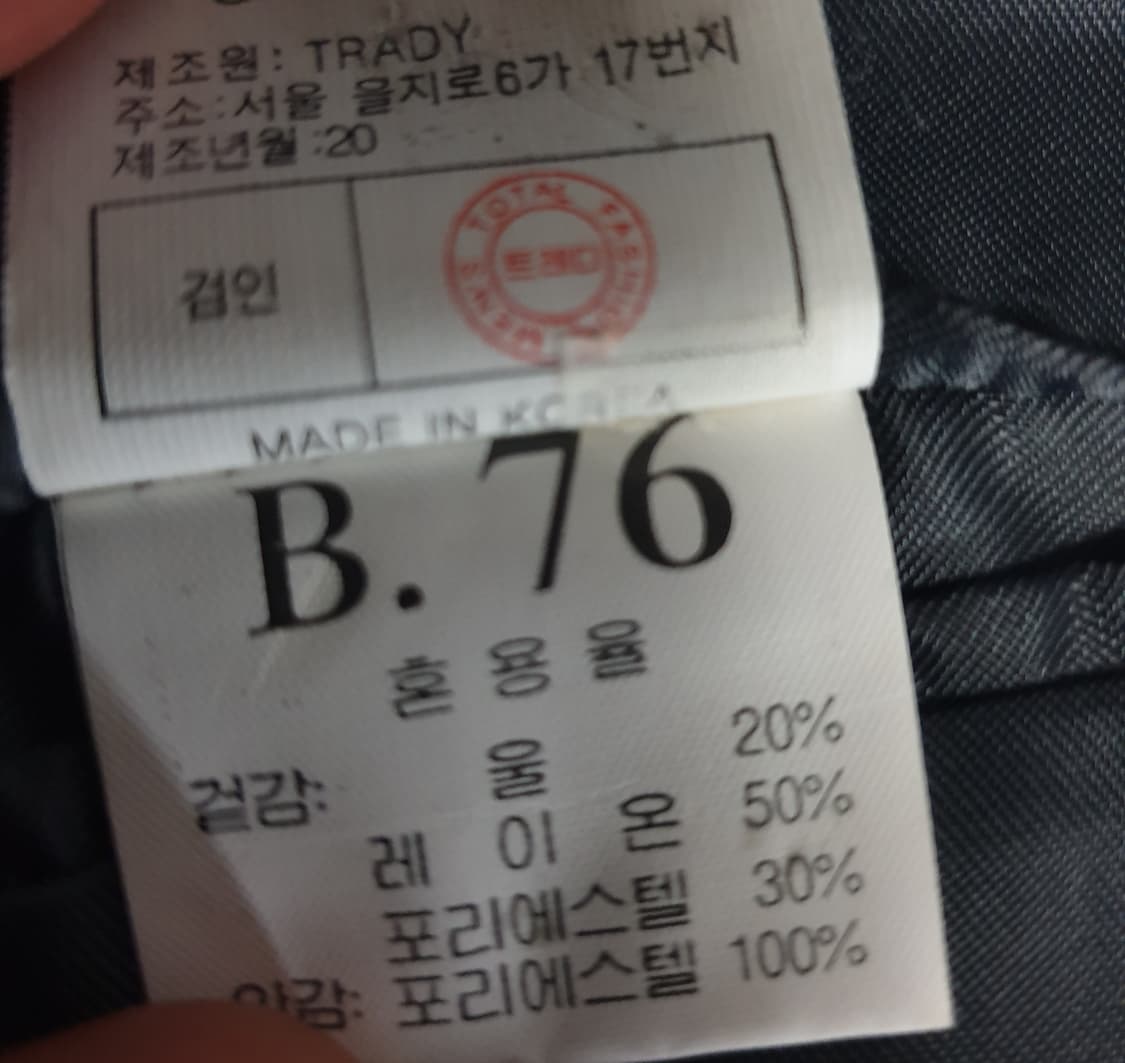 제조원: TRADY
주소:서울 을지로6가 17번지
제조년월:20
검인
TOTAL FASHION
트래디
MADE IN KOREA
B. 76
혼 용 율
겉감: 울 20%
레 이 온 50%
포리에스텔 30%
안감: 포리에스텔 100%